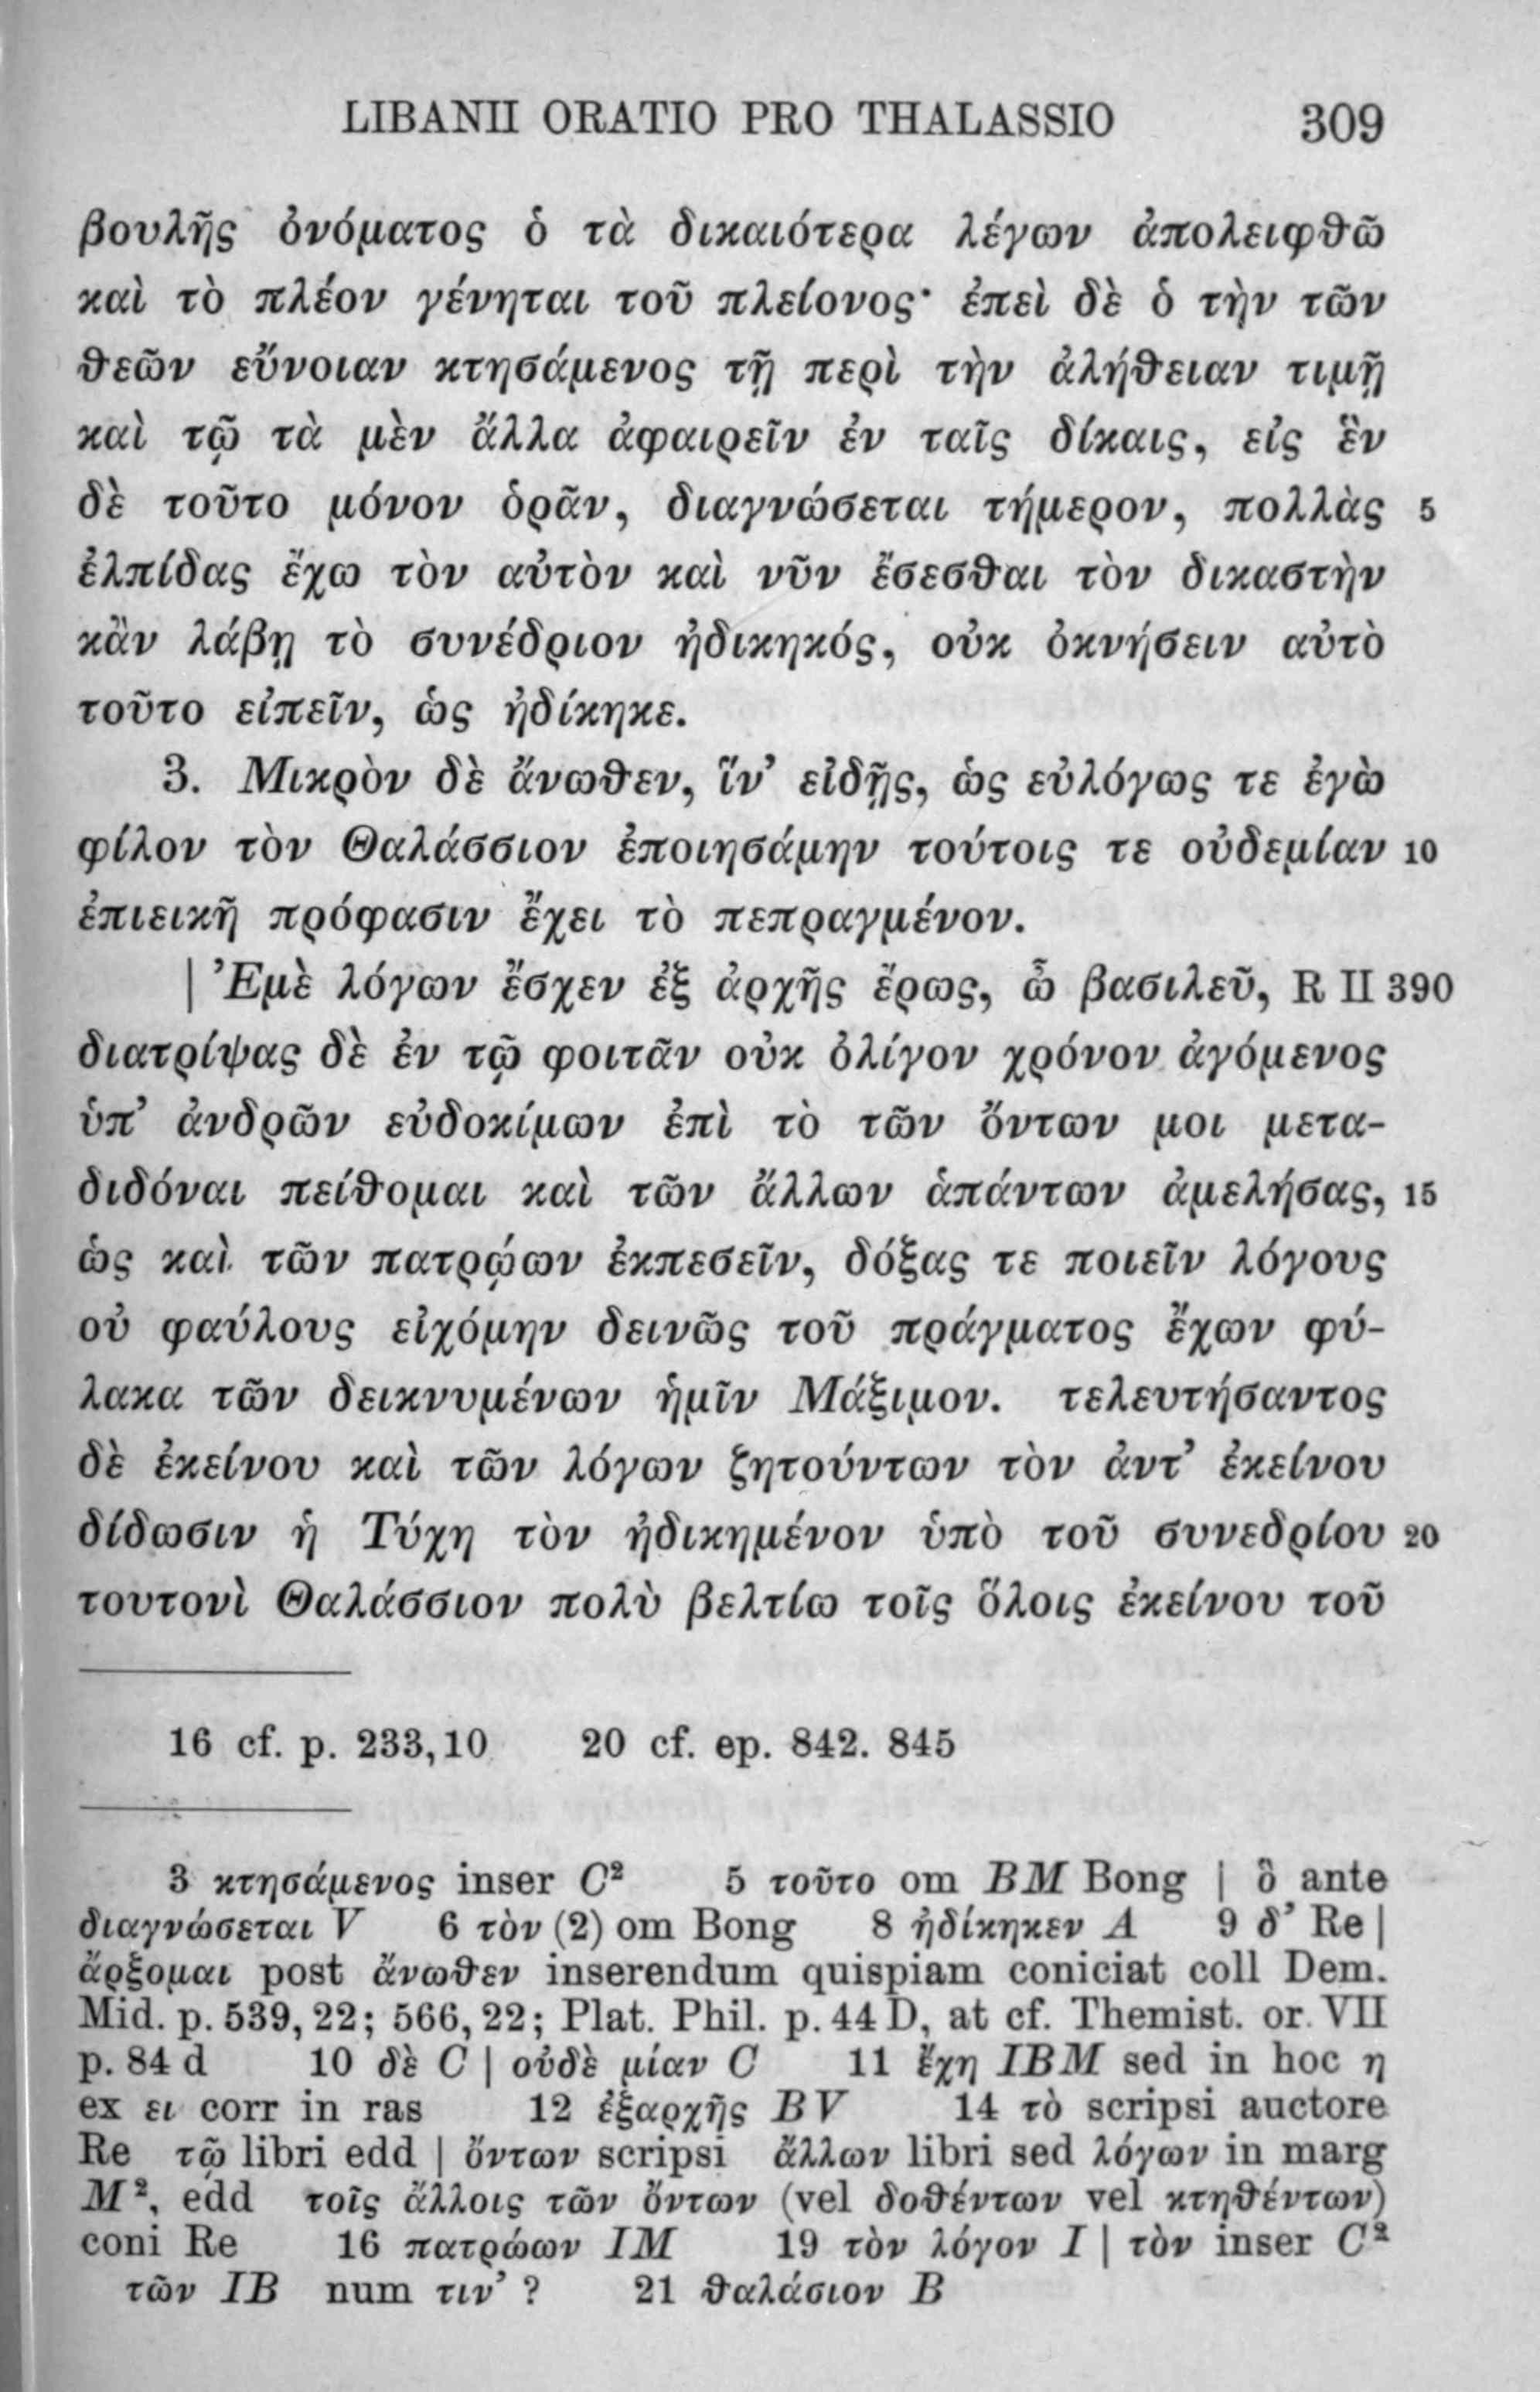 LIBANII ORATIO PRO THALASSIO 309
βουλῆς ὀνόματος ὁ τὰ δικαιότερα λέγων ἀπολειφθῶ
καὶ τὸ πλέον γένηται τοῦ πλείονος· ἐπεὶ δὲ ὁ τὴν τῶν
θεῶν εὔνοιαν κτησάμενος τῇ περὶ τὴν ἀλήθειαν τιμῇ
καὶ τῷ τὰ μὲν ἄλλα ἀφαιρεῖν ἐν ταῖς δίκαις, εἰς ἓν
δὲ τοῦτο μόνον ὁρᾶν, διαγνώσεται τήμερον, πολλὰς 5
ἐλπίδας ἔχω τὸν αὐτὸν καὶ νῦν ἔσεσθαι τὸν δικαστὴν
κἂν λάβῃ τὸ συνέδριον ἠδικηκός, οὐκ ὀκνήσειν αὐτὸ
τοῦτο εἰπεῖν, ὡς ἠδίκηκε.
3. Μικρὸν δὲ ἄνωθεν, ἵν’ εἰδῇς, ὡς εὐλόγως τε ἐγὼ
φίλον τὸν Θαλάσσιον ἐποιησάμην τούτοις τε οὐδεμίαν 10
ἐπιεικῆ πρόφασιν ἔχει τὸ πεπραγμένον.
| Ἐμὲ λόγων ἔσχεν ἐξ ἀρχῆς ἔρως, ὦ βασιλεῦ, R II 390
διατρίψας δὲ ἐν τῷ φοιτᾶν οὐκ ὀλίγον χρόνον ἀγόμενος
ὑπ’ ἀνδρῶν εὐδοκίμων ἐπὶ τὸ τῶν ὄντων μοι μετα-
διδόναι πείθομαι καὶ τῶν ἄλλων ἁπάντων ἀμελήσας, 15
ὡς καὶ τῶν πατρῴων ἐκπεσεῖν, δόξας τε ποιεῖν λόγους
οὐ φαύλους εἰχόμην δεινῶς τοῦ πράγματος ἔχων φύ-
λακα τῶν δεικνυμένων ἡμῖν Μάξιμον. τελευτήσαντος
δὲ ἐκείνου καὶ τῶν λόγων ζητούντων τὸν ἀντ’ ἐκείνου
δίδωσιν ἡ Τύχη τὸν ἠδικημένον ὑπὸ τοῦ συνεδρίου 20
τουτονὶ Θαλάσσιον πολὺ βελτίω τοῖς ὅλοις ἐκείνου τοῦ
16 cf. p. 233,10 20 cf. ep. 842. 845
3 κτησάμενος inser C² 5 τοῦτο om BM Bong | ὃ ante
διαγνώσεται V 6 τὸν (2) om Bong 8 ἠδίκηκεν A 9 δ’ Re |
ἄρξομαι post ἄνωθεν inserendum quispiam coniciat coll Dem.
Mid. p. 539, 22; 566, 22; Plat. Phil. p. 44 D, at cf. Themist. or. VII
p. 84 d 10 δὲ C | οὐδὲ μίαν C 11 ἔχη IBM sed in hoc η
ex ει corr in ras 12 ἐξαρχῆς BV 14 τὸ scripsi auctore
Re τῷ libri edd | ὄντων scripsi ἄλλων libri sed λόγων in marg
M², edd τοῖς ἄλλοις τῶν ὄντων (vel δοθέντων vel κτηθέντων)
coni Re 16 πατρώων IM 19 τὸν λόγον I | τὸν inser C²
τῶν IB num τιν’ ? 21 θαλάσιον B